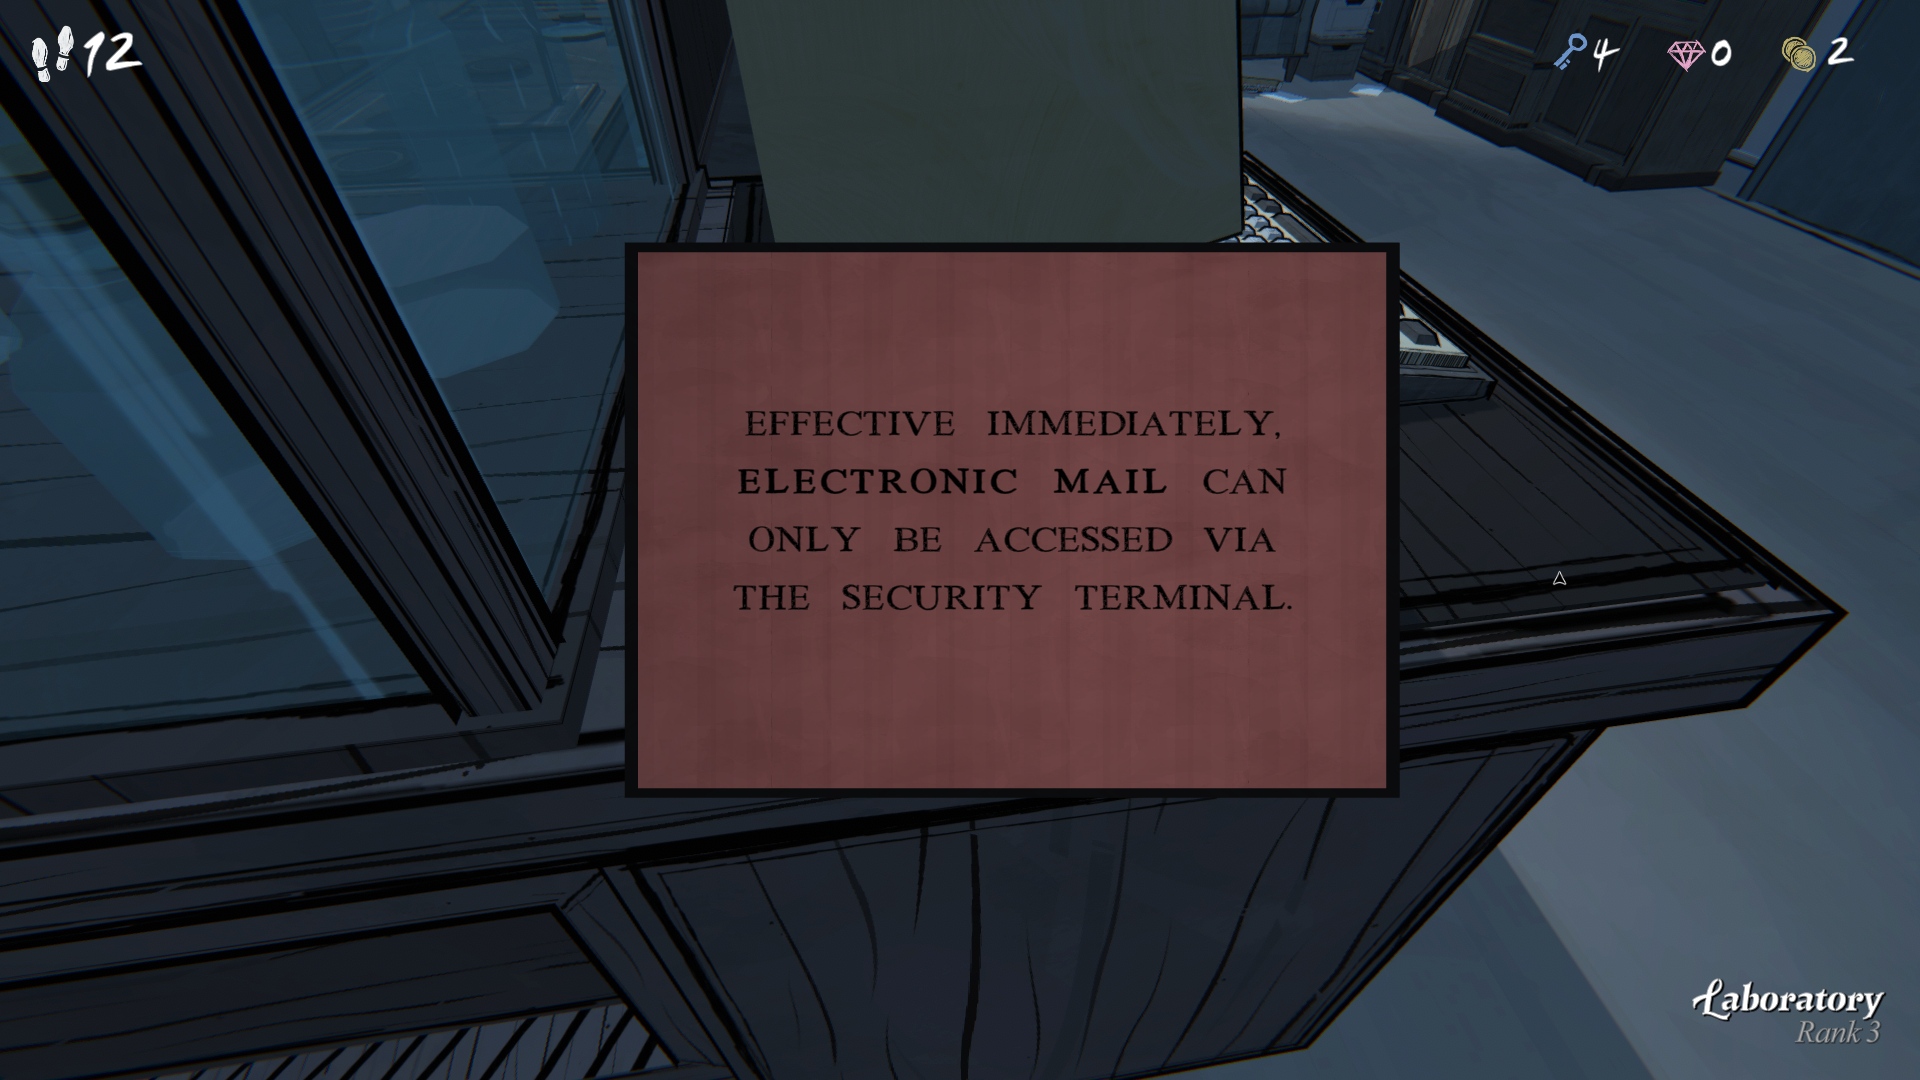 12
4 0 2
EFFECTIVE IMMEDIATELY,
ELECTRONIC MAIL CAN
ONLY BE ACCESSED VIA
THE SECURITY TERMINAL.
Laboratory
Rank 3